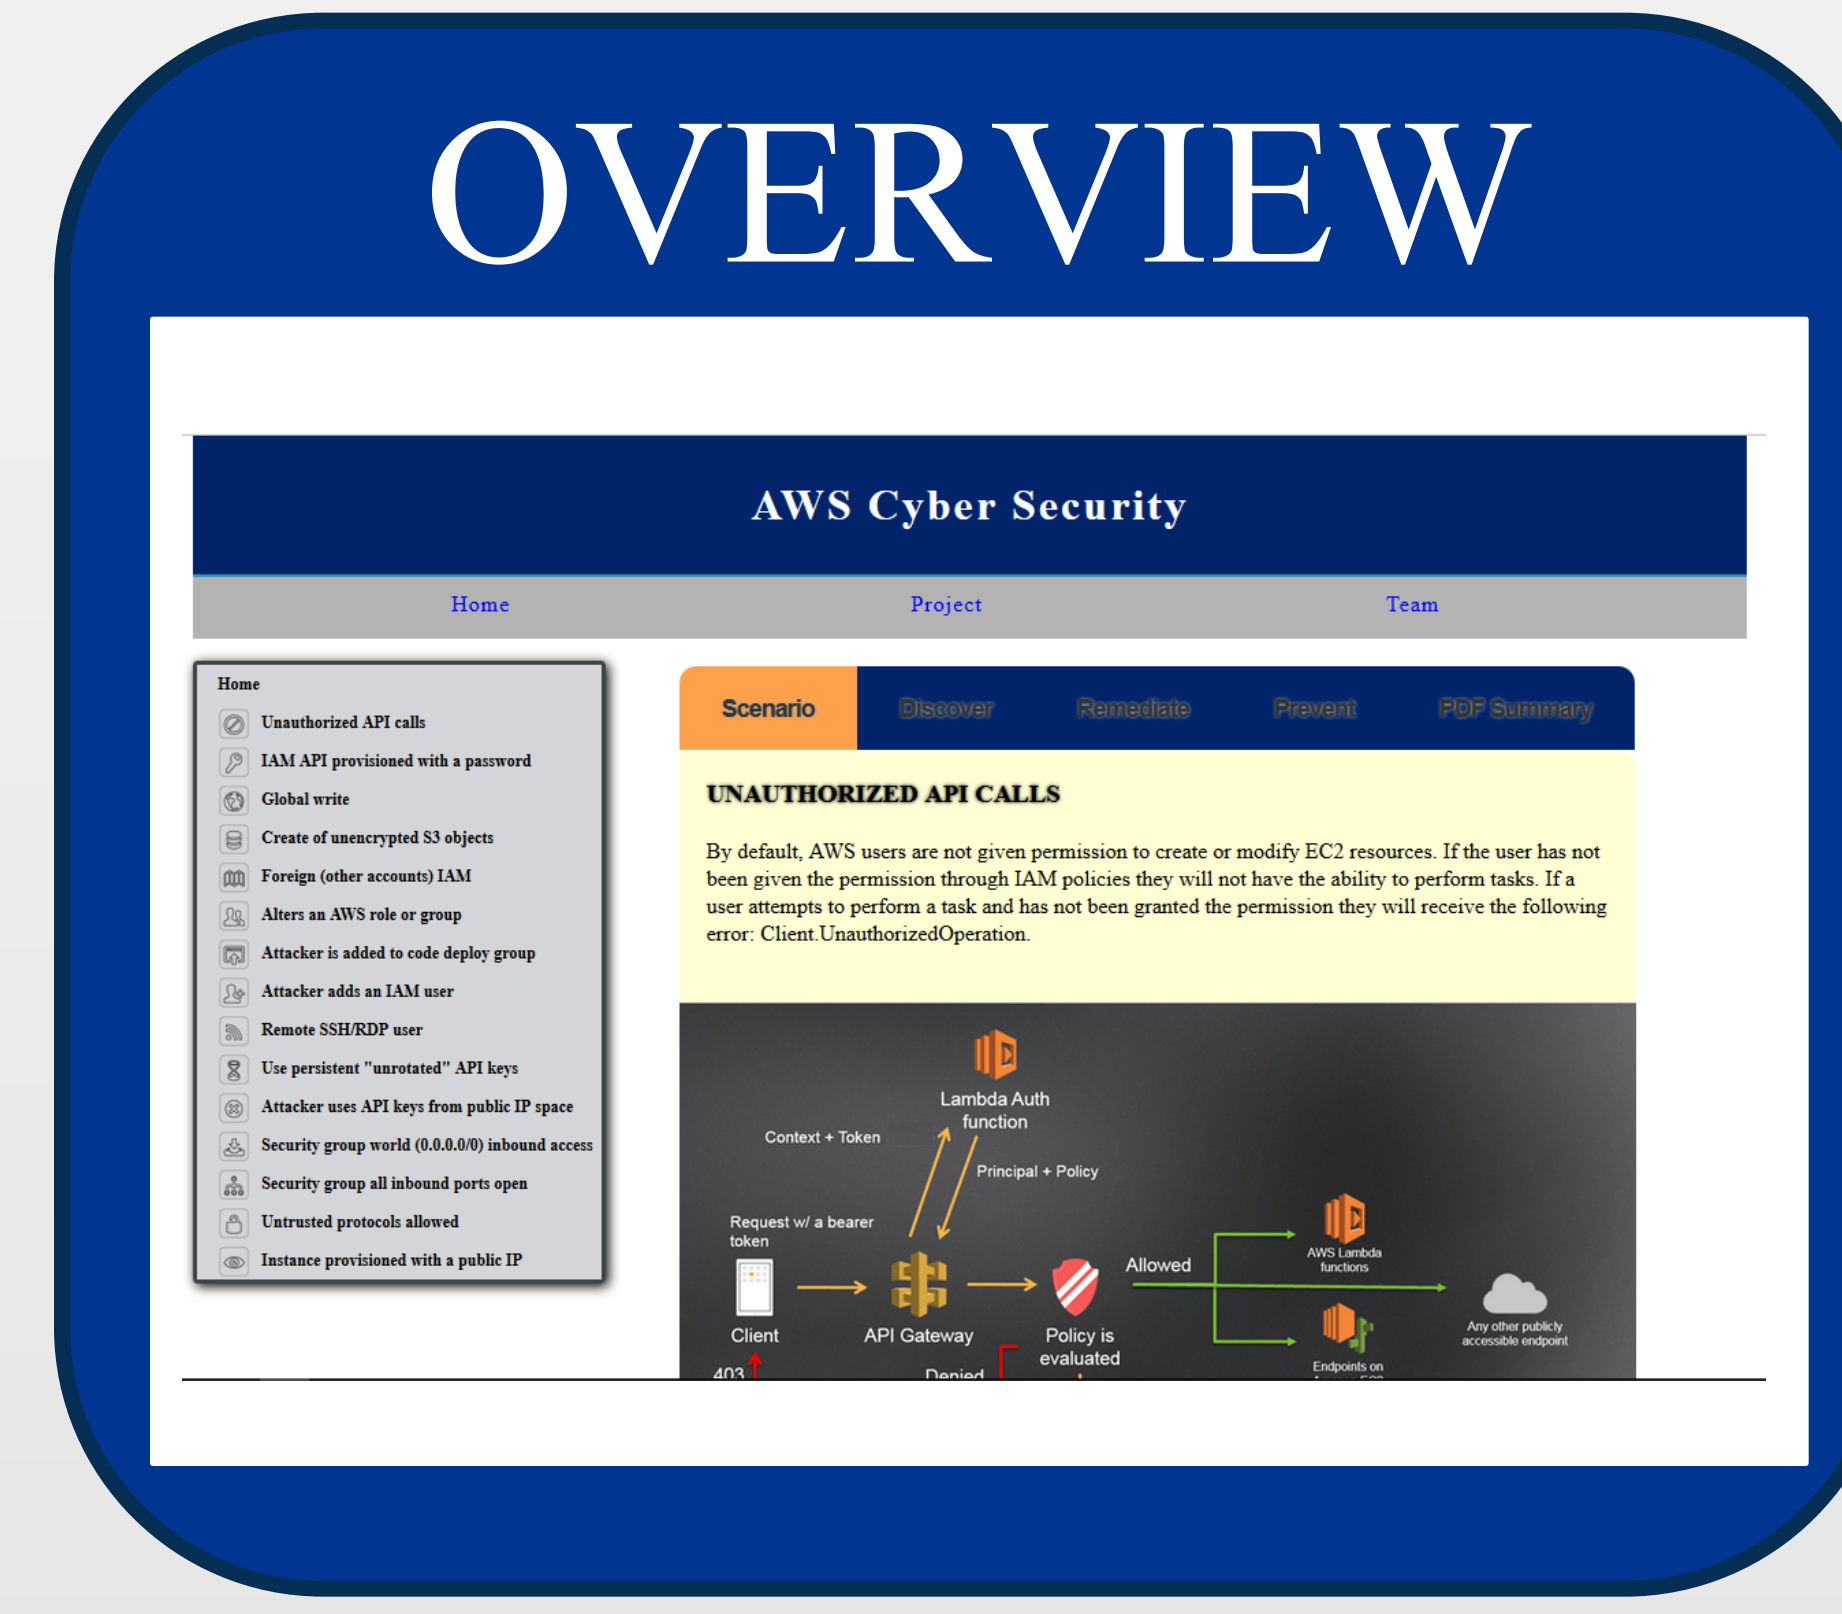 OVERVIEW
AWS Cyber Security
Home
Project
Team
Home
Unauthorized API calls
IAM API provisioned with a password
Global write
Create of unencrypted S3 objects
Foreign (other accounts) IAM
Alters an AWS role or group
Attacker is added to code deploy group
Attacker adds an IAM user
Remote SSH/RDP user
Use persistent "unrotated" API keys
Attacker uses API keys from public IP space
Security group world (0.0.0.0/0) inbound access
Security group all inbound ports open
Untrusted protocols allowed
Instance provisioned with a public IP
Scenario
Discover
Remediate
Prevent
PDF Summary
UNAUTHORIZED API CALLS
By default, AWS users are not given permission to create or modify EC2 resources. If the user has not
been given the permission through IAM policies they will not have the ability to perform tasks. If a
user attempts to perform a task and has not been granted the permission they will receive the following
error: Client.UnauthorizedOperation.
Lambda Auth
function
Context + Token
Principal + Policy
Request w/ a bearer
token
Client
API Gateway
Policy is
evaluated
Allowed
AWS Lambda
functions
Any other publicly
accessible endpoint
Endpoints on
403
Denied